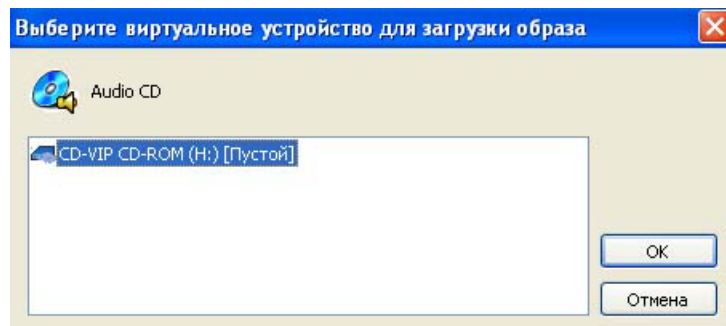 Выберите виртуальное устройство для загрузки образа
Audio CD
CD-VIP CD-ROM (H:) [Пустой]
OK
Отмена